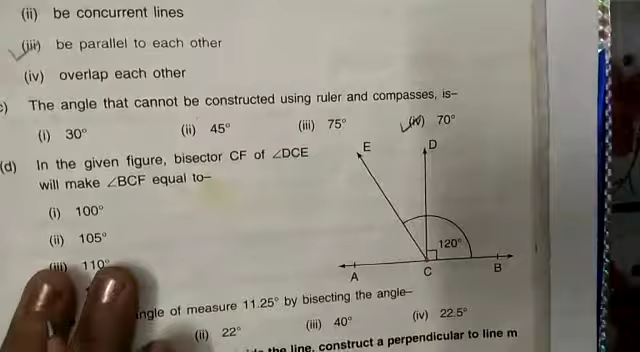 (ii) be concurrent lines
(iii) be parallel to each other
(iv) overlap each other
c) The angle that cannot be constructed using ruler and compasses, is–
(i) 30° (ii) 45° (iii) 75° (iv) 70°
(d) In the given figure, bisector CF of ∠DCE
will make ∠BCF equal to–
(i) 100°
(ii) 105°
(iii) 110°
E D
120°
A C B
angle of measure 11.25° by bisecting the angle–
(ii) 22° (iii) 40° (iv) 22.5°
the line, construct a perpendicular to line m